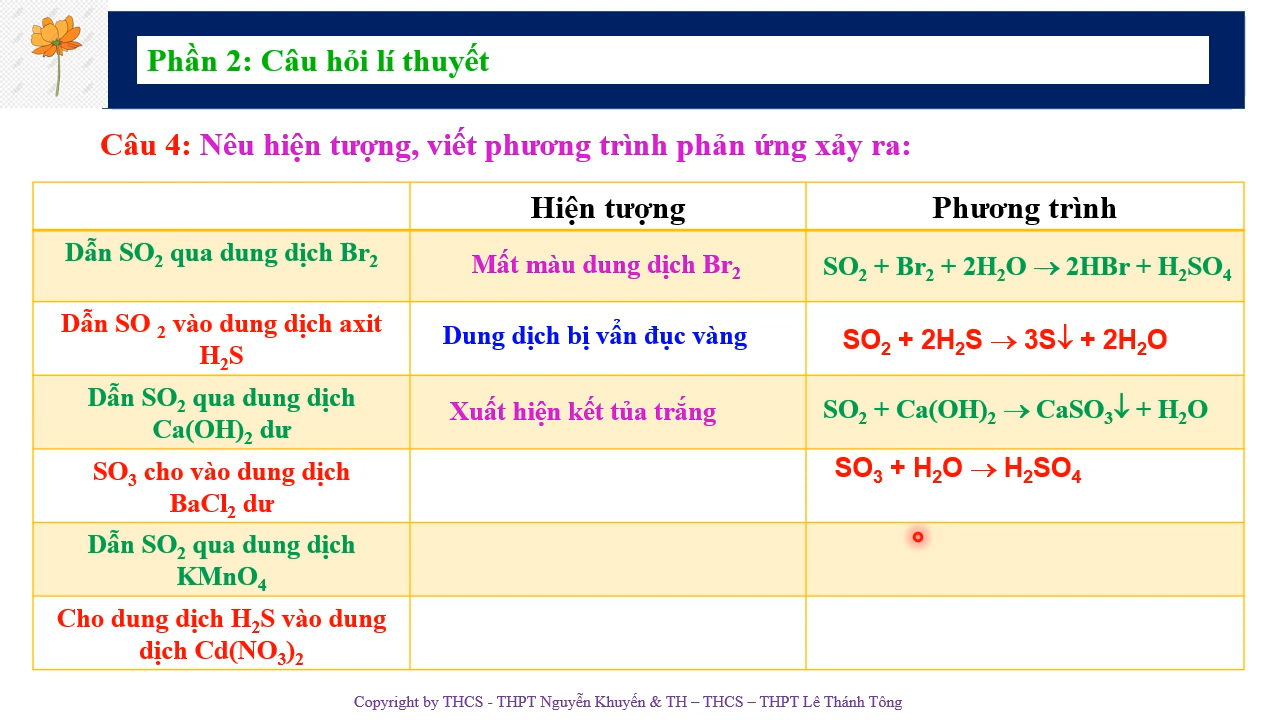 Phần 2: Câu hỏi lí thuyết
Câu 4: Nêu hiện tượng, viết phương trình phản ứng xảy ra:
Hiện tượng
Phương trình
Dẫn SO₂ qua dung dịch Br₂
Mất màu dung dịch Br₂
SO₂ + Br₂ + 2H₂O → 2HBr + H₂SO₄
Dẫn SO ₂ vào dung dịch axit
H₂S
Dung dịch bị vẩn đục vàng
SO₂ + 2H₂S → 3S↓ + 2H₂O
Dẫn SO₂ qua dung dịch
Ca(OH)₂ dư
Xuất hiện kết tủa trắng
SO₂ + Ca(OH)₂ → CaSO₃↓ + H₂O
SO₃ cho vào dung dịch
BaCl₂ dư
SO₃ + H₂O → H₂SO₄
Dẫn SO₂ qua dung dịch
KMnO₄
Cho dung dịch H₂S vào dung
dịch Cd(NO₃)₂
Copyright by THCS - THPT Nguyễn Khuyến & TH – THCS – THPT Lê Thánh Tông